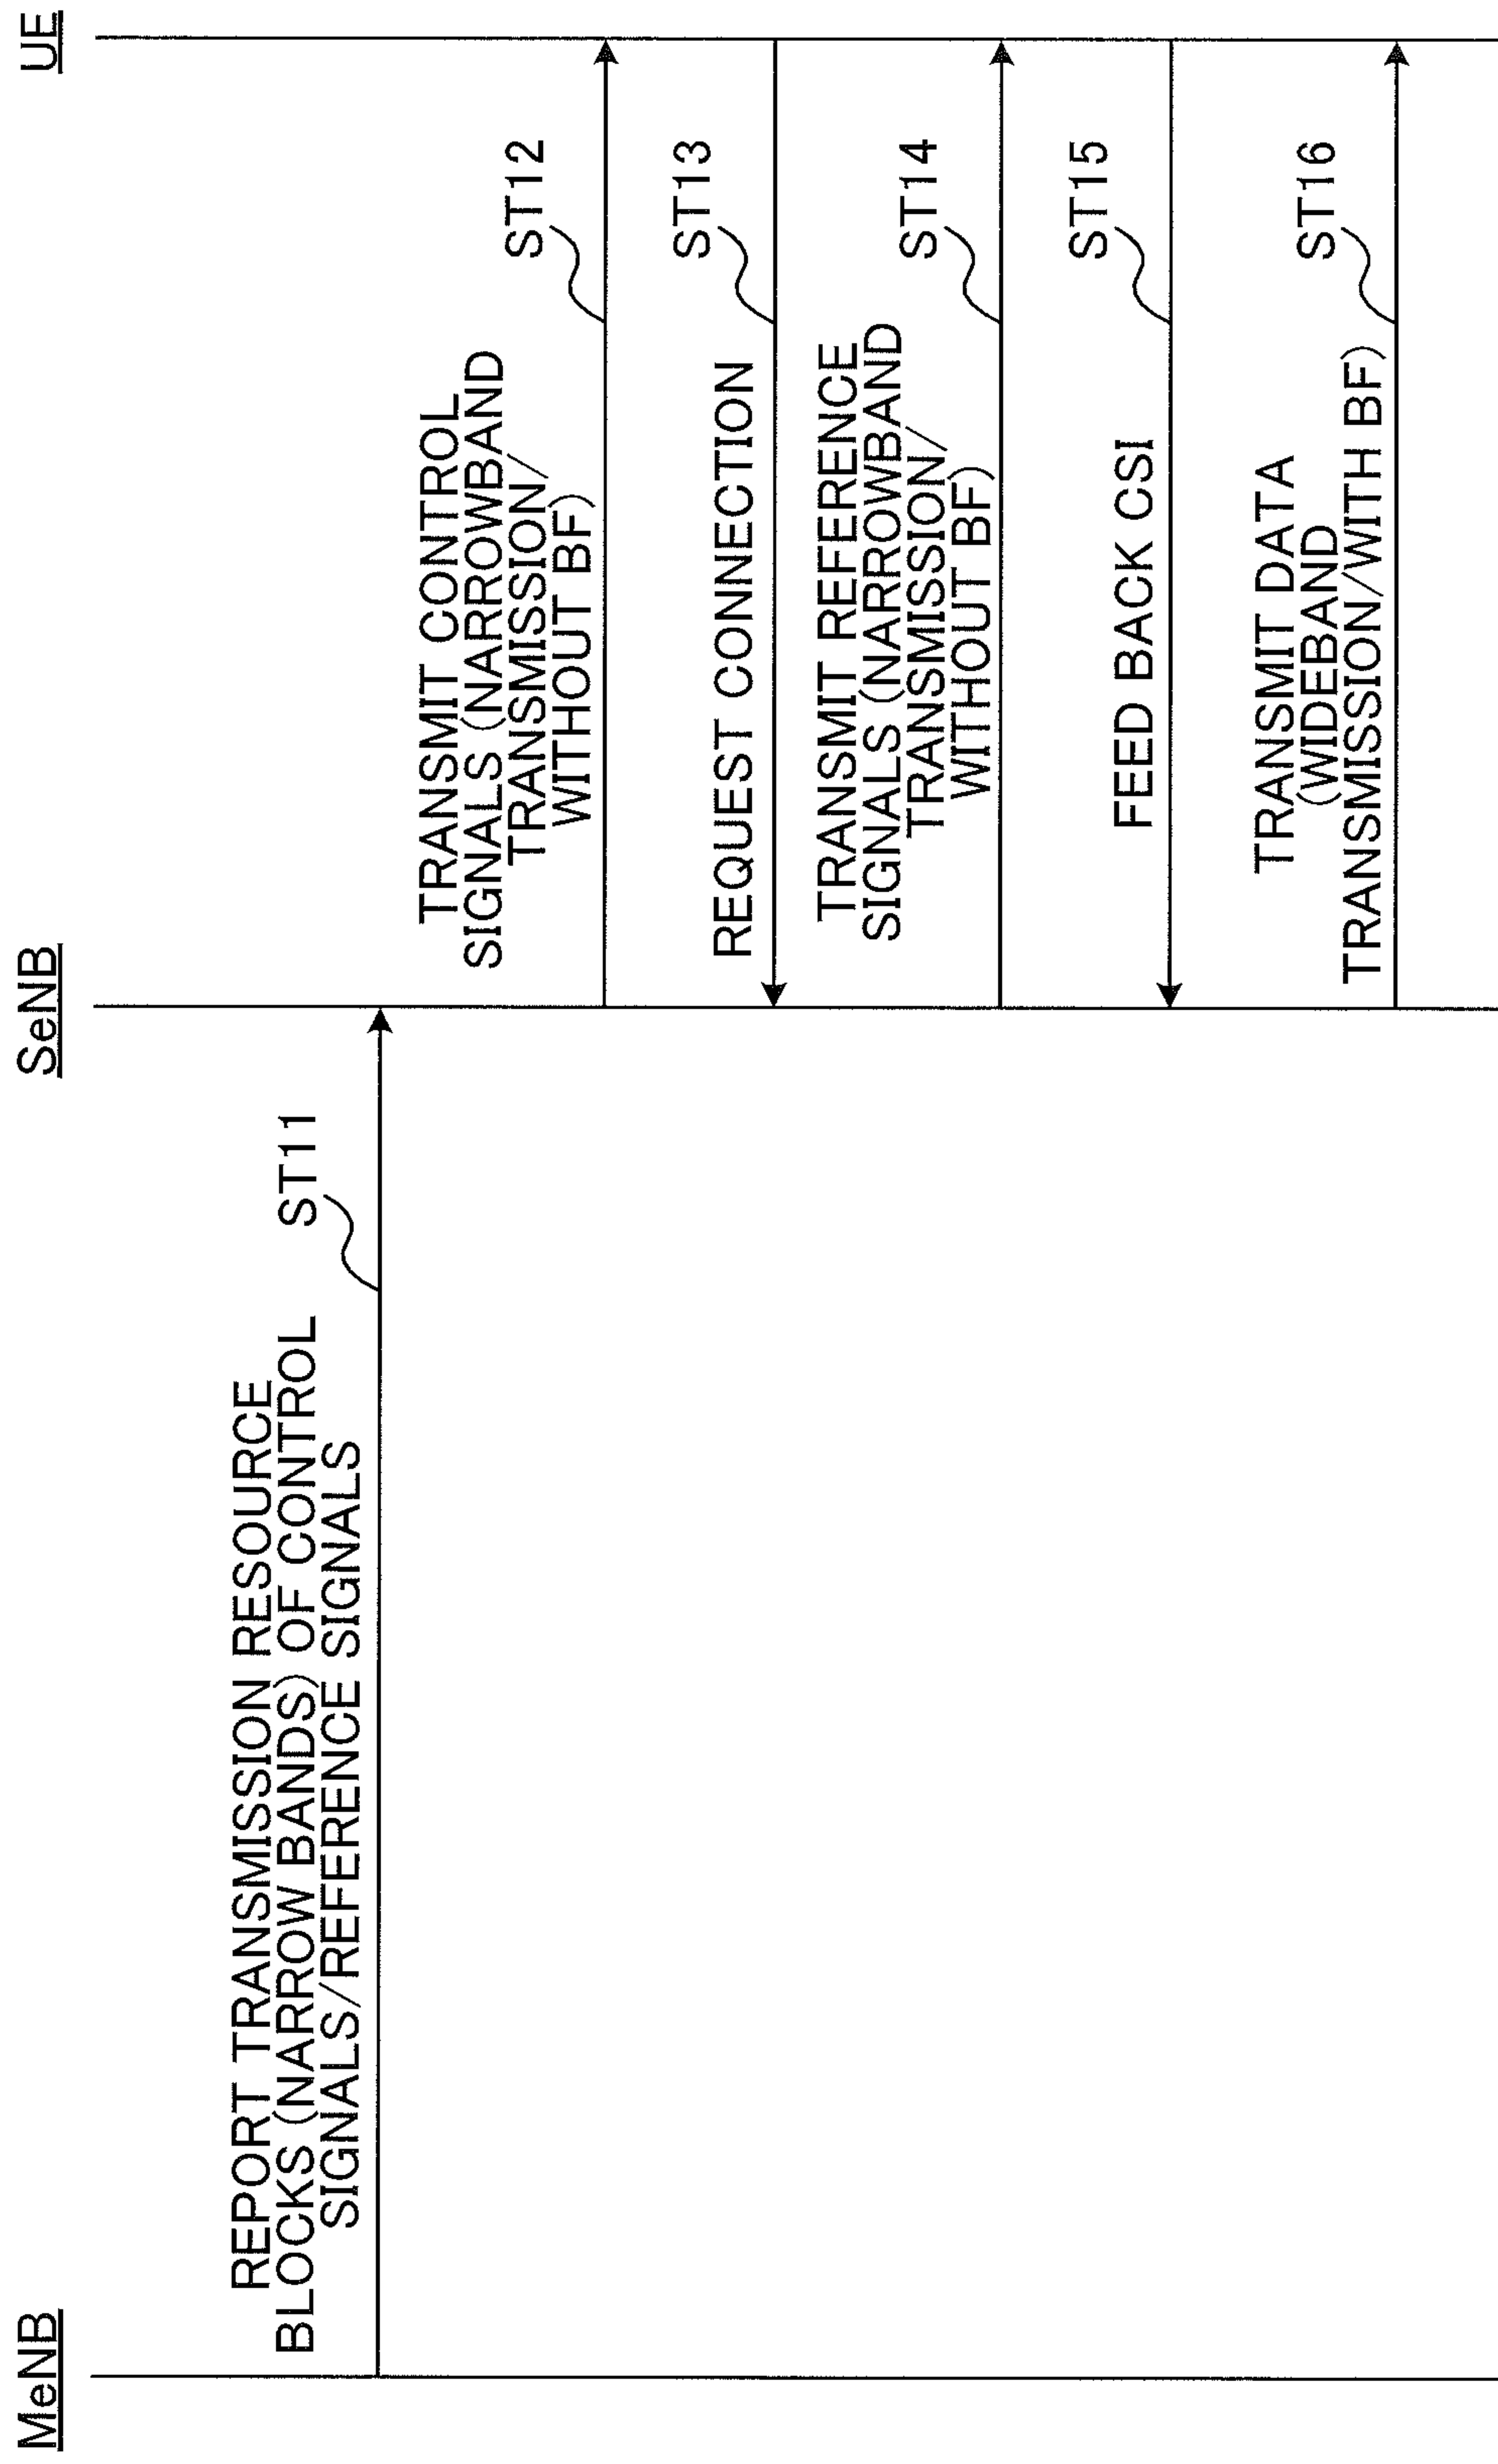 MeNB
SeNB
UE
REPORT TRANSMISSION RESOURCE
BLOCKS (NARROW BANDS) OF CONTROL
SIGNALS/REFERENCE SIGNALS
ST11
TRANSMIT CONTROL
SIGNALS (NARROWBAND
TRANSMISSION/
WITHOUT BF)
ST12
REQUEST CONNECTION
ST13
TRANSMIT REFERENCE
SIGNALS (NARROWBAND
TRANSMISSION/
WITHOUT BF)
ST14
FEED BACK CSI
ST15
TRANSMIT DATA
(WIDEBAND
TRANSMISSION/WITH BF)
ST16